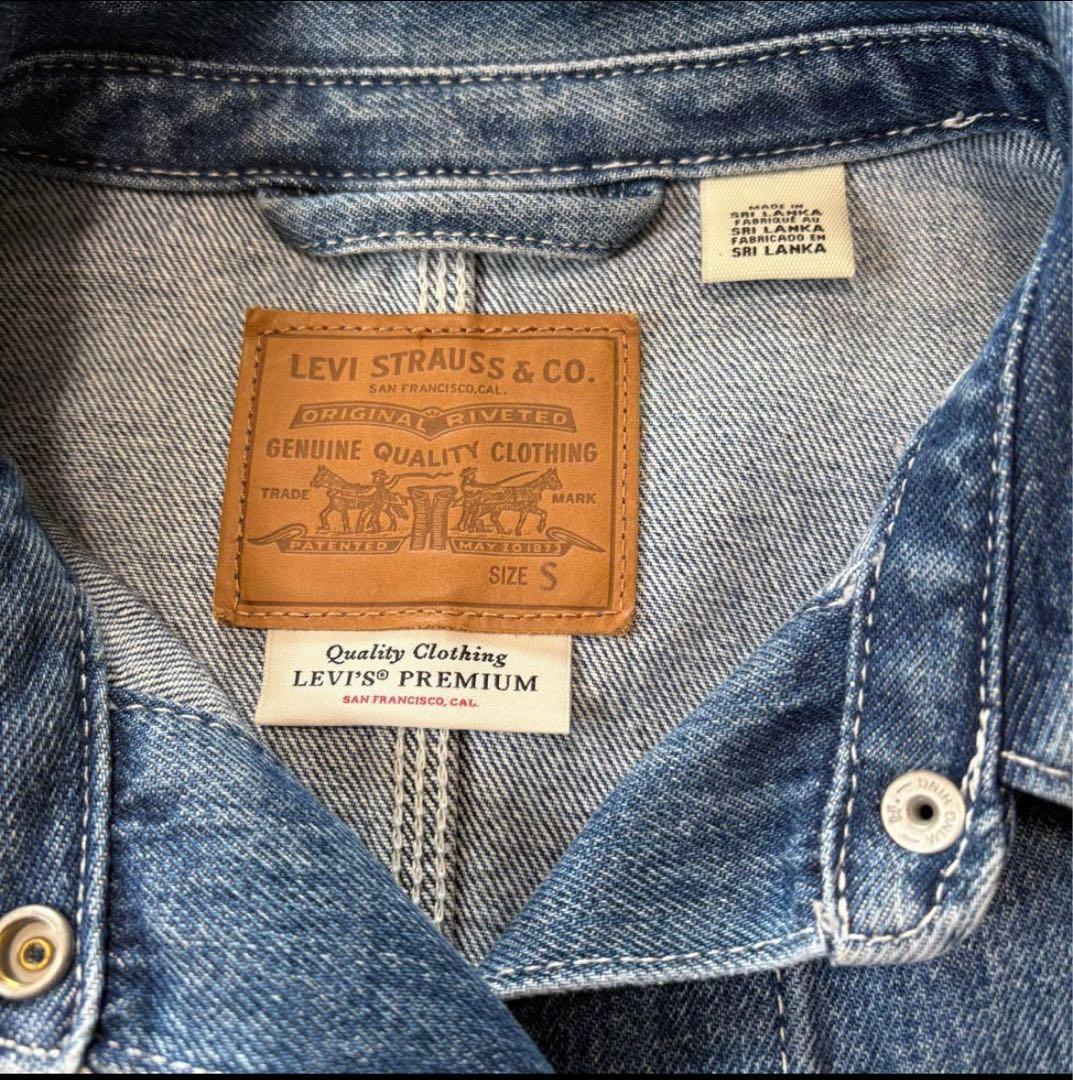 MADE IN
SRI LANKA
FABRIQUÉ AU
SRI LANKA
FABRICADO EN
SRI LANKA
LEVI STRAUSS & CO.
SAN FRANCISCO, CAL.
ORIGINAL RIVETED
GENUINE QUALITY CLOTHING
TRADE MARK
PATENTED MAY 20 1873
SIZE S
Quality Clothing
LEVI'S® PREMIUM
SAN FRANCISCO, CAL.